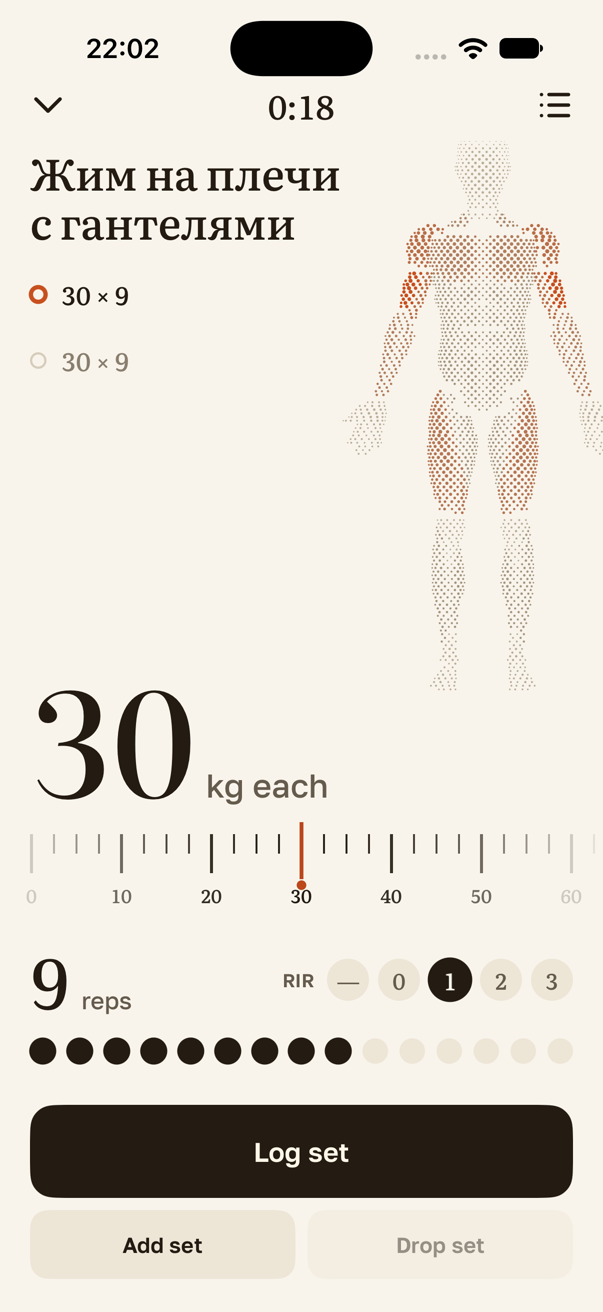 22:02
0:18
Жим на плечи
с гантелями
30 × 9
30 × 9
30 kg each
0 10 20 30 40 50 60
9 reps
RIR — 0 1 2 3
Log set
Add set
Drop set